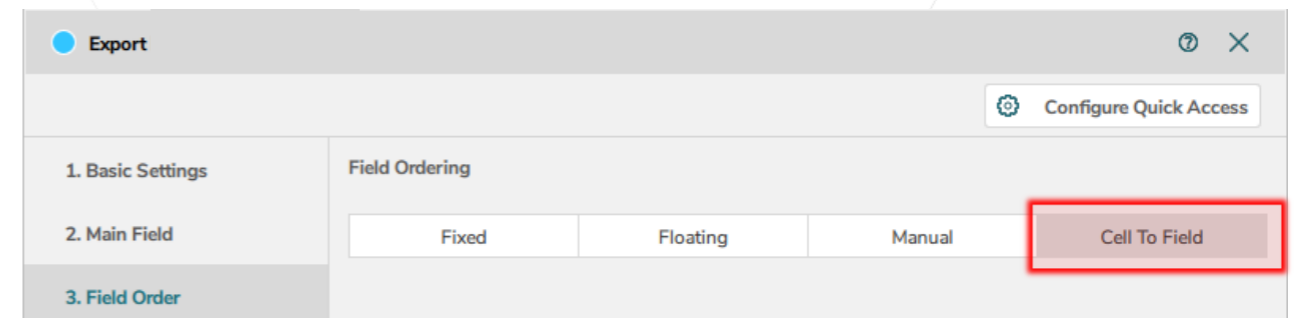 Export
Configure Quick Access
1. Basic Settings
Field Ordering
2. Main Field
Fixed
Floating
Manual
Cell To Field
3. Field Order